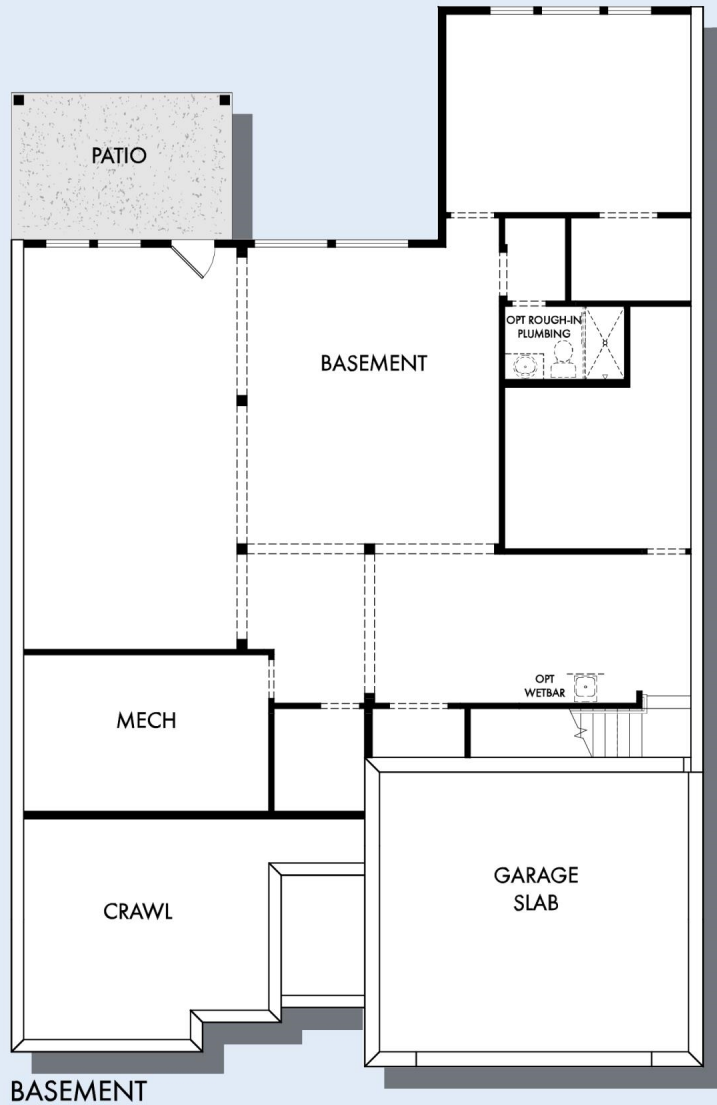 PATIO
OPT ROUGH-IN
PLUMBING
BASEMENT
OPT
WETBAR
MECH
GARAGE
SLAB
CRAWL
BASEMENT